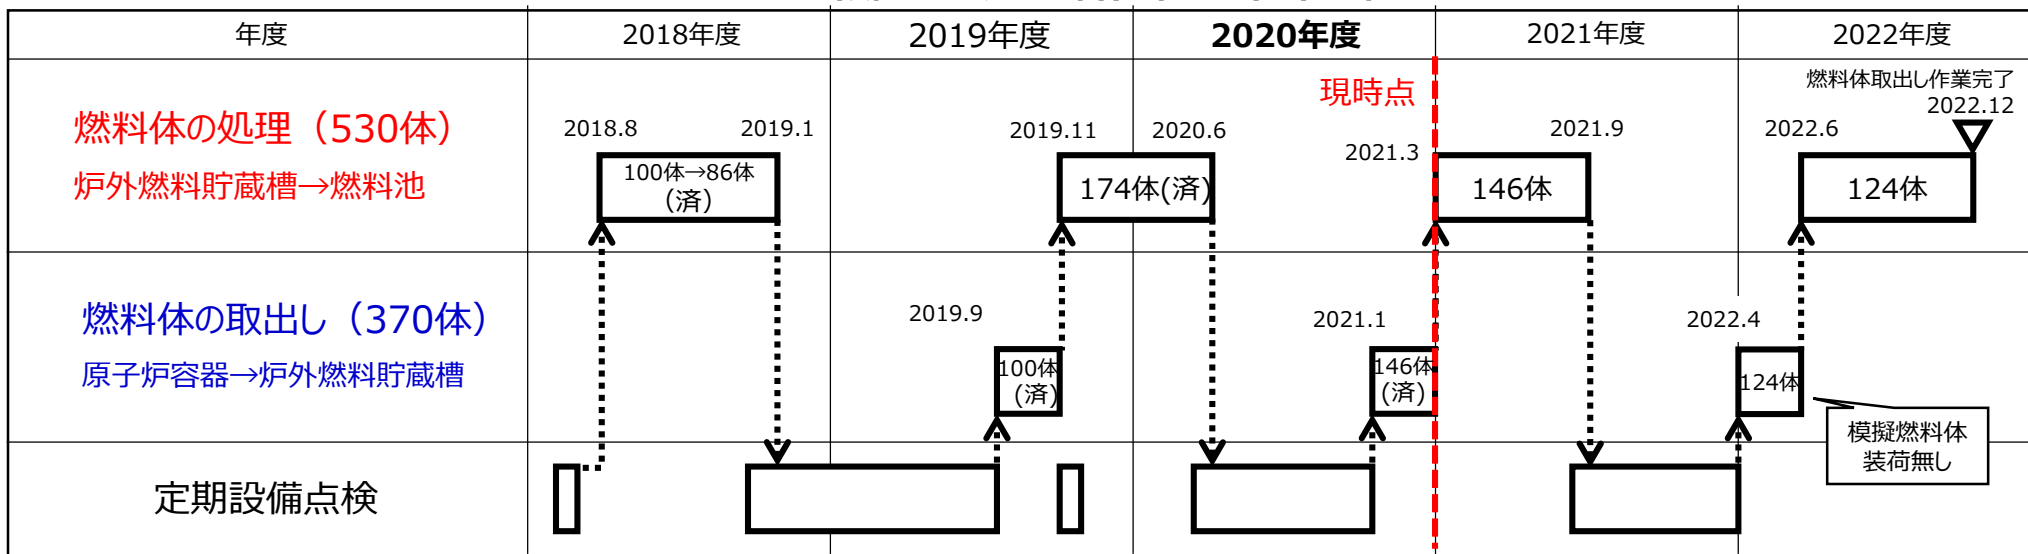 年度
2018年度
2019年度
2020年度
2021年度
2022年度
燃料体の処理（530体）
炉外燃料貯蔵槽→燃料池
2018.8
2019.1
100体→86体
（済）
2019.11
2020.6
174体(済)
現時点
2021.3
2021.9
146体
燃料体取出し作業完了
2022.12
2022.6
124体
燃料体の取出し（370体）
原子炉容器→炉外燃料貯蔵槽
2019.9
100体
(済)
2021.1
146体
(済)
2022.4
124体
模擬燃料体
装荷無し
定期設備点検